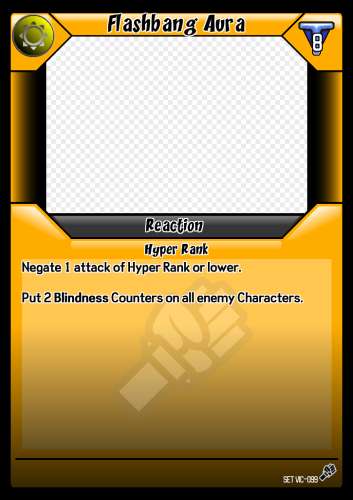 Flashbang Aura
8
Reaction
Hyper Rank
Negate 1 attack of Hyper Rank or lower.
Put 2 Blindness Counters on all enemy Characters.
SET VIC-099